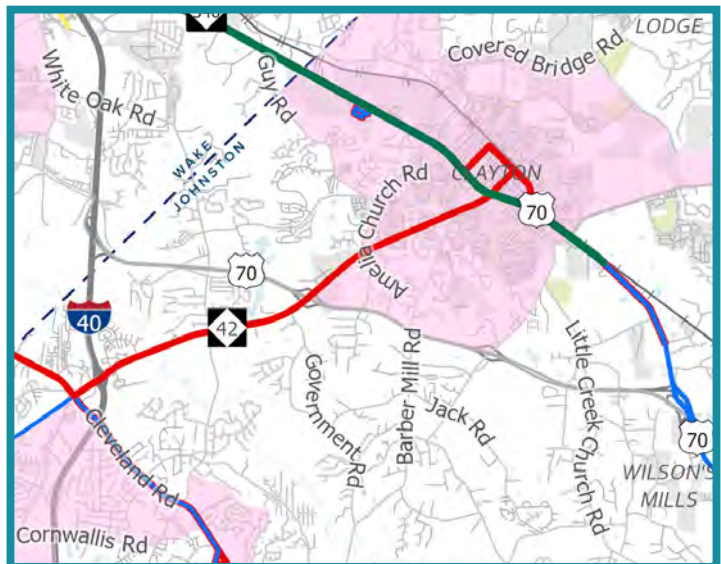 LODGE
Covered Bridge Rd
Guy Rd
White Oak Rd
WAKE
JOHNSTON
CLAYTON
Amelia Church Rd
70
70
40
42
Government Rd
Barber Mill Rd
Jack Rd
Little Creek Church Rd
70
Cleveland Rd
WILSON'S
MILLS
Cornwallis Rd